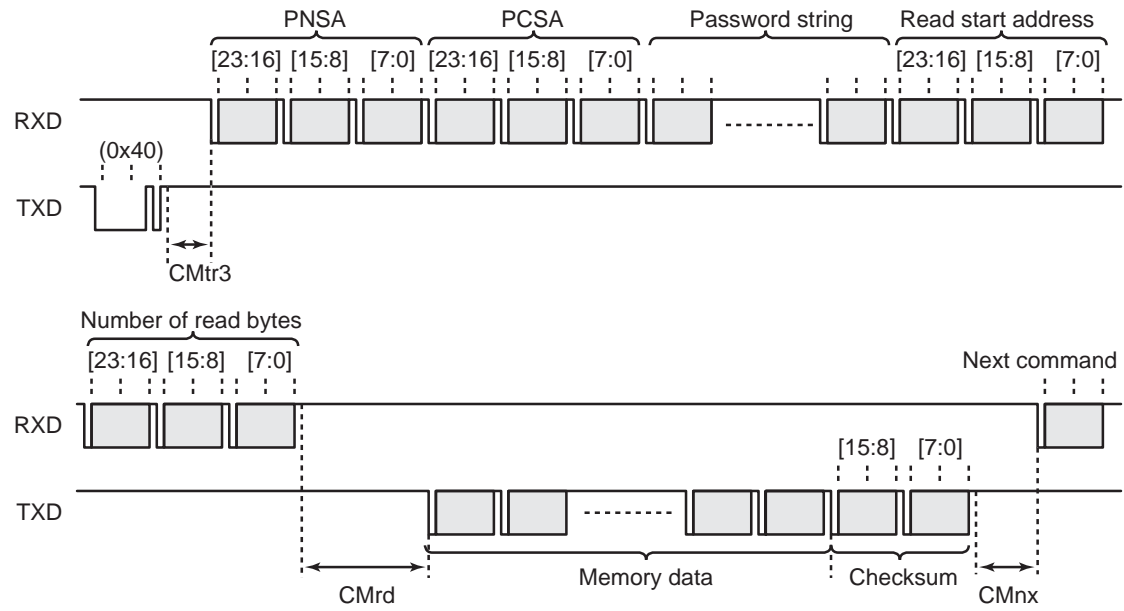 PNSA PCSA Password string Read start address
[23:16] [15:8] [7:0] [23:16] [15:8] [7:0] [23:16] [15:8] [7:0]
RXD
(0x40)
TXD
CMtr3
Number of read bytes
[23:16] [15:8] [7:0] Next command
RXD
[15:8] [7:0]
TXD
Memory data Checksum CMnx
CMrd